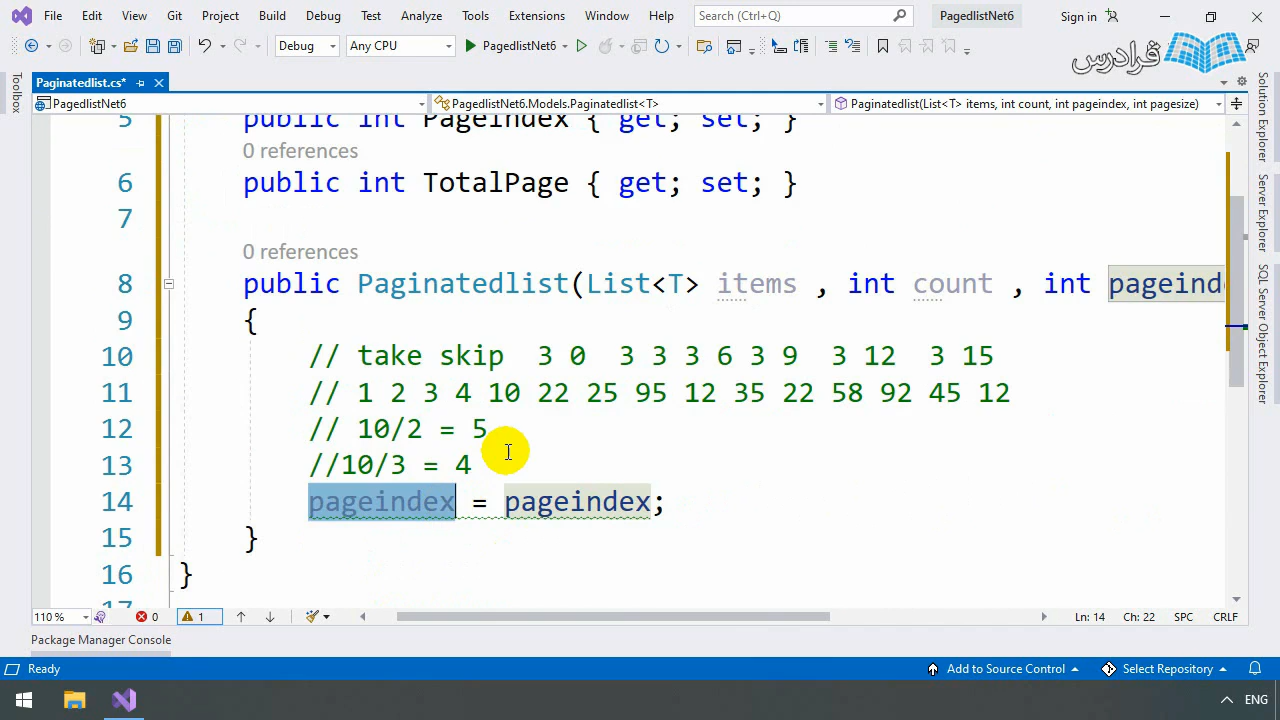 File Edit View Git Project Build Debug Test Analyze Tools Extensions Window Help Search (Ctrl+Q) PagedlistNet6 Sign in
Debug Any CPU PagedlistNet6
فرادرس
Paginatedlist.cs*
PagedlistNet6 PagedlistNet6.Models.Paginatedlist<T> Paginatedlist(List<T> items, int count, int pageindex, int pagesize)
Toolbox
Solution Explorer
Server Explorer
SQL Server Object Explorer
5 public int PageIndex { get; set; }
0 references
6 public int TotalPage { get; set; }
7
0 references
8 public Paginatedlist(List<T> items , int count , int pageind
9 {
10 // take skip 3 0 3 3 3 6 3 9 3 12 3 15
11 // 1 2 3 4 10 22 25 95 12 35 22 58 92 45 12
12 // 10/2 = 5
13 //10/3 = 4
14 pageindex = pageindex;
15 }
16 }
17
110 % 0 1 Ln: 14 Ch: 22 SPC CRLF
Package Manager Console
Ready Add to Source Control Select Repository
ENG